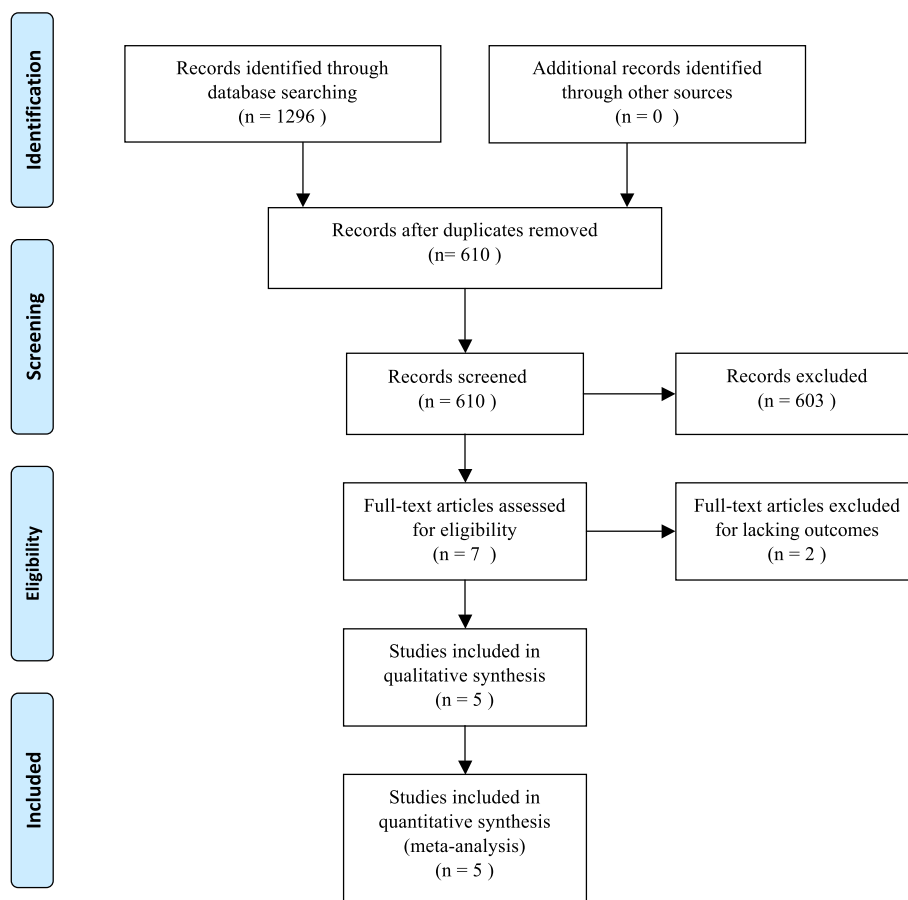 Identification
Records identified through
database searching
(n = 1296 )
Additional records identified
through other sources
(n = 0 )
Records after duplicates removed
(n= 610 )
Screening
Records screened
(n = 610 )
Records excluded
(n = 603 )
Eligibility
Full-text articles assessed
for eligibility
(n = 7 )
Full-text articles excluded
for lacking outcomes
(n = 2 )
Studies included in
qualitative synthesis
(n = 5 )
Included
Studies included in
quantitative synthesis
(meta-analysis)
(n = 5 )